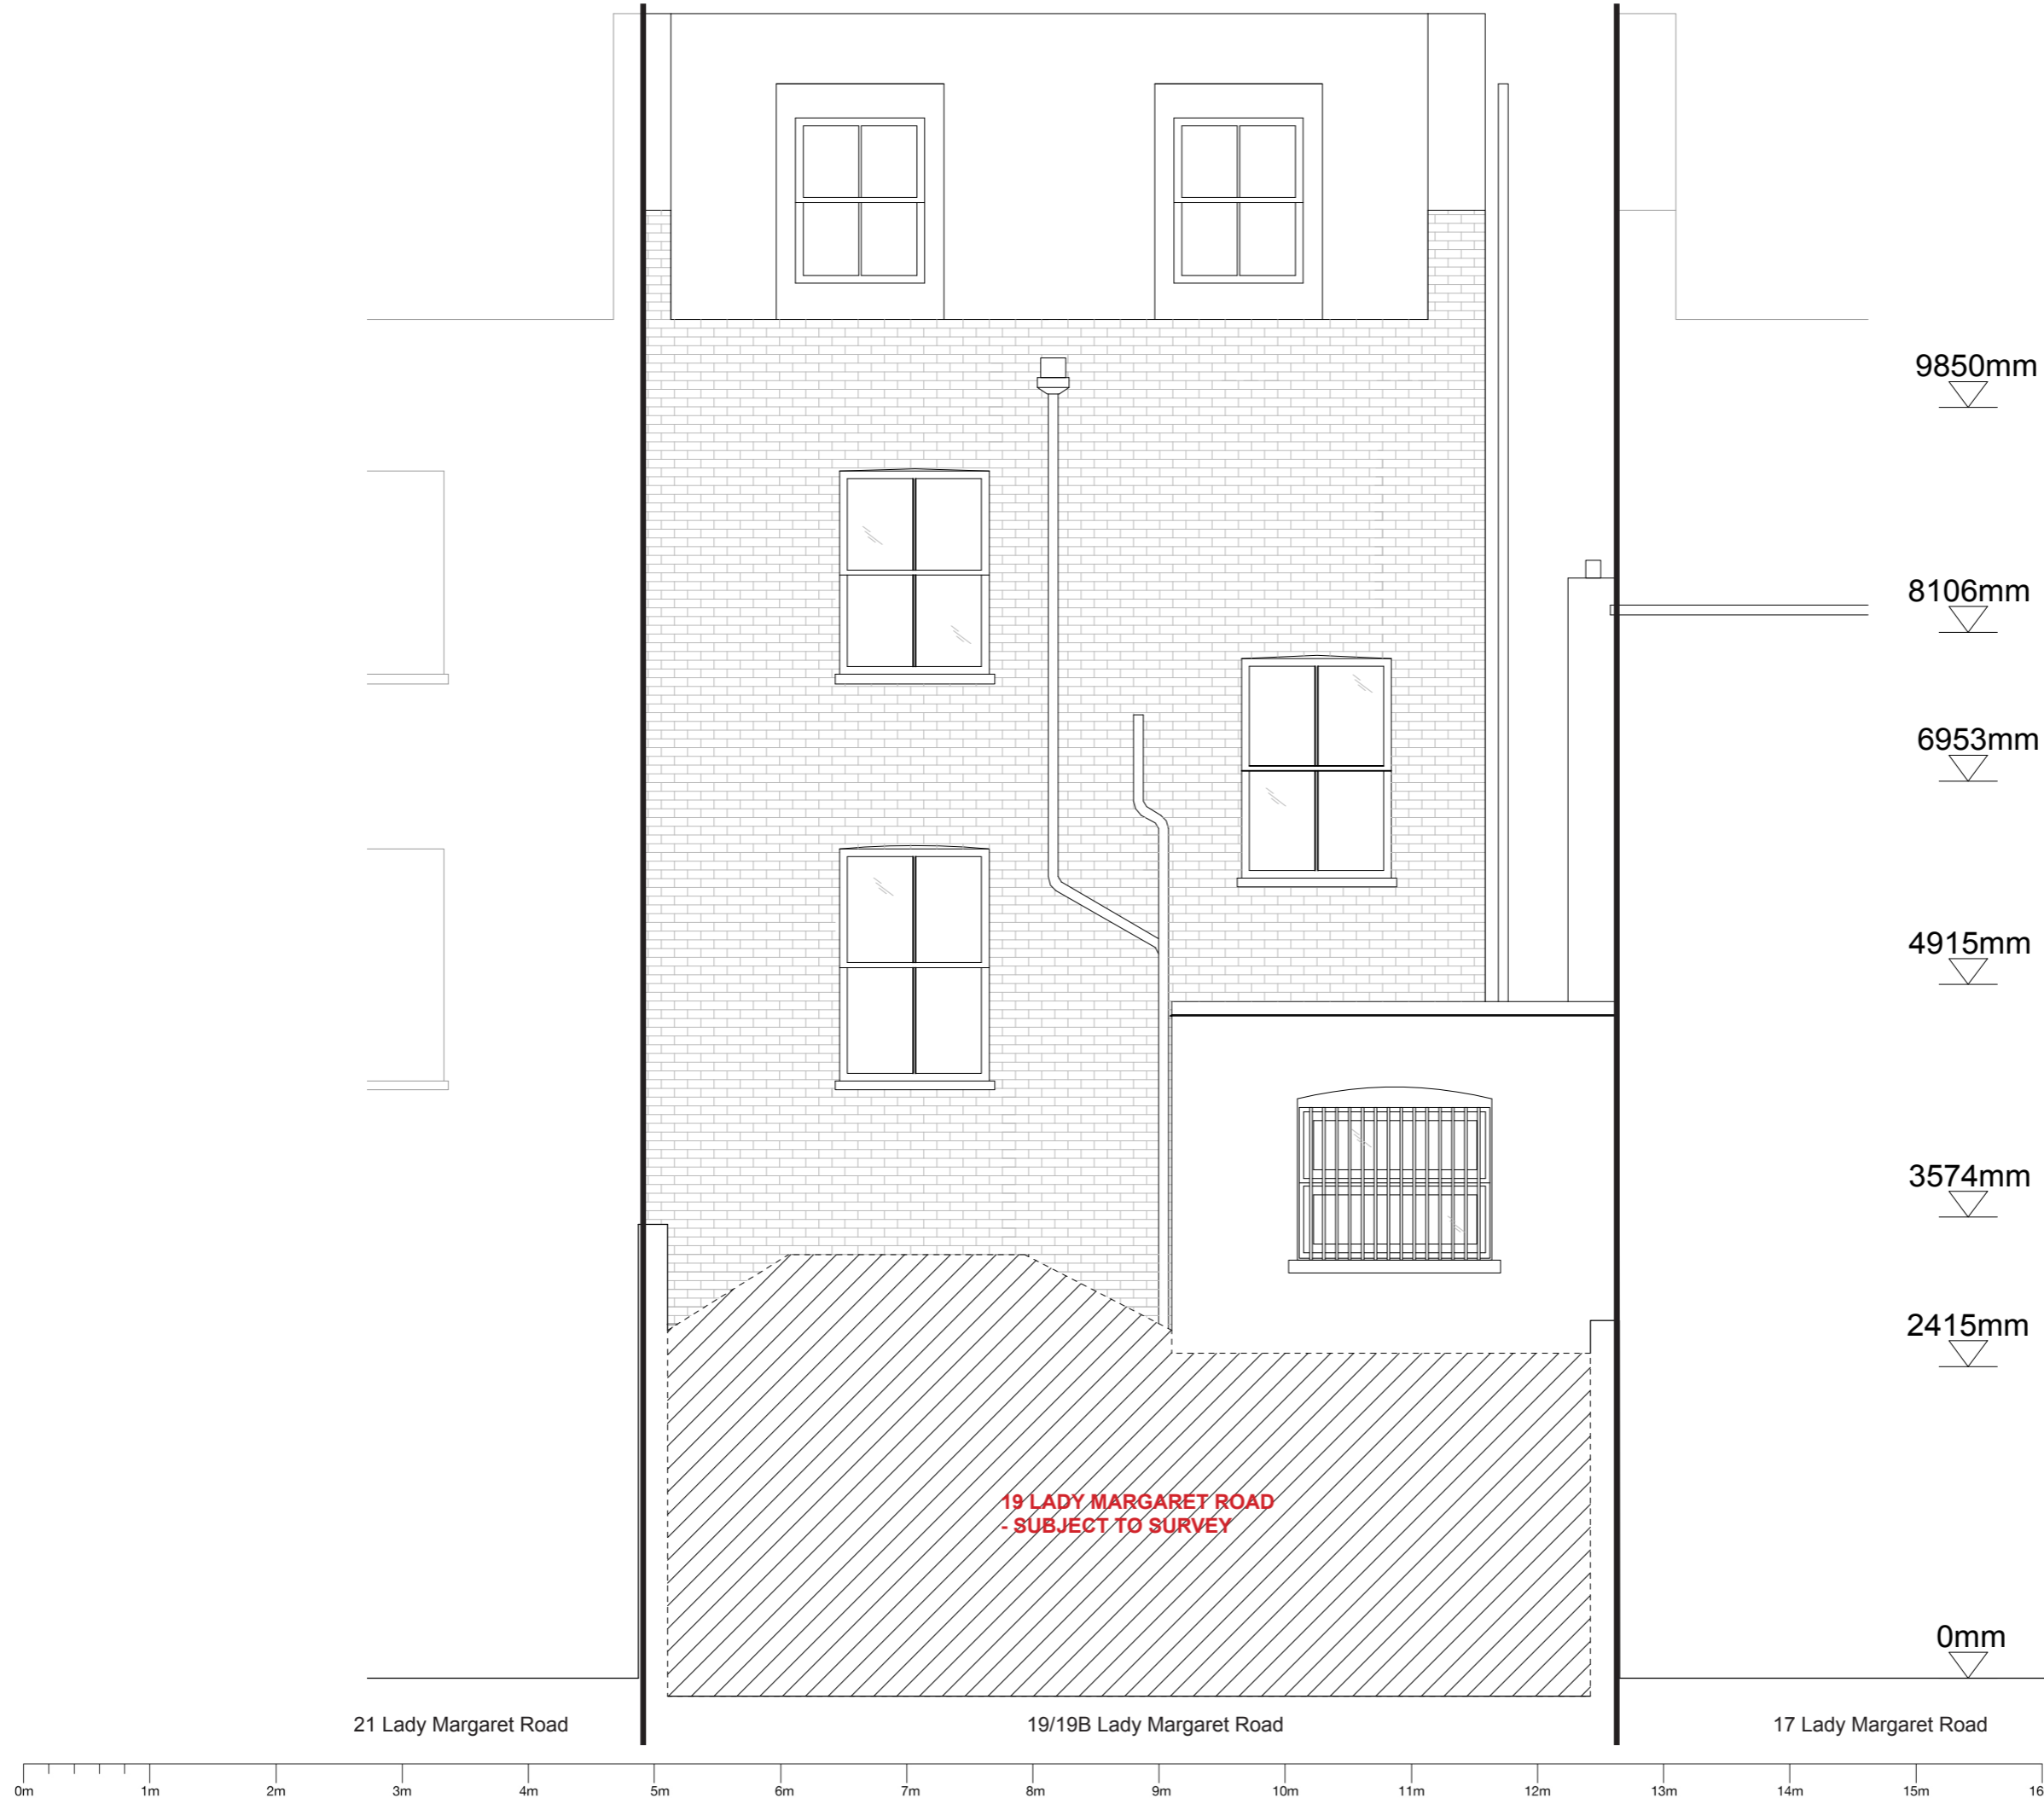 9850mm
8106mm
6953mm
4915mm
3574mm
2415mm
19 LADY MARGARET ROAD
- SUBJECT TO SURVEY
0mm
21 Lady Margaret Road
19/19B Lady Margaret Road
17 Lady Margaret Road
0m 1m 2m 3m 4m 5m 6m 7m 8m 9m 10m 11m 12m 13m 14m 15m 16